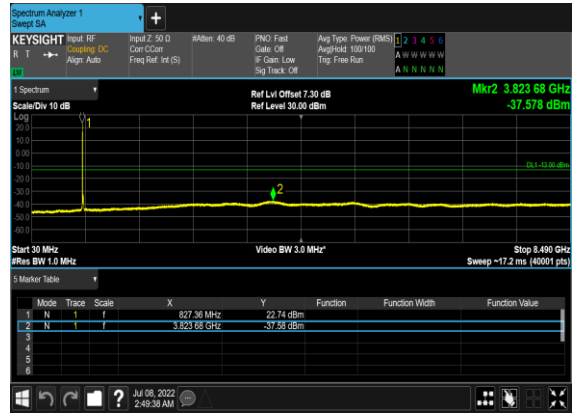 Spectrum Analyzer 1
Swept SA
KEYSIGHT
R T
LW
Input: RF
Coupling: DC
Align: Auto
Input Z: 50 Ω
Corr CCorr
Freq Ref: Int (S)
#Atten: 40 dB
PNO: Fast
Gate: Off
IF Gain: Low
Sig Track: Off
Avg Type: Power (RMS)
Avg|Hold: 100/100
Trig: Free Run
1 2 3 4 5 6
A W W W W W
A N N N N N
1 Spectrum
Scale/Div 10 dB
Ref Lvl Offset 7.30 dB
Ref Level 30.00 dBm
Mkr2 3.823 68 GHz
-37.578 dBm
Log
20.0
10.0
0.00
-10.0
-20.0
-30.0
-40.0
-50.0
-60.0
1
2
DL1 -13.00 dBm
Start 30 MHz
#Res BW 1.0 MHz
Video BW 3.0 MHz*
Stop 8.490 GHz
Sweep ~17.2 ms (40001 pts)
5 Marker Table
Mode Trace Scale X Y Function Function Width Function Value
1 N 1 f 827.36 MHz 22.74 dBm
2 N 1 f 3.823 68 GHz -37.58 dBm
3
4
5
6
?
Jul 08, 2022
2:49:38 AM